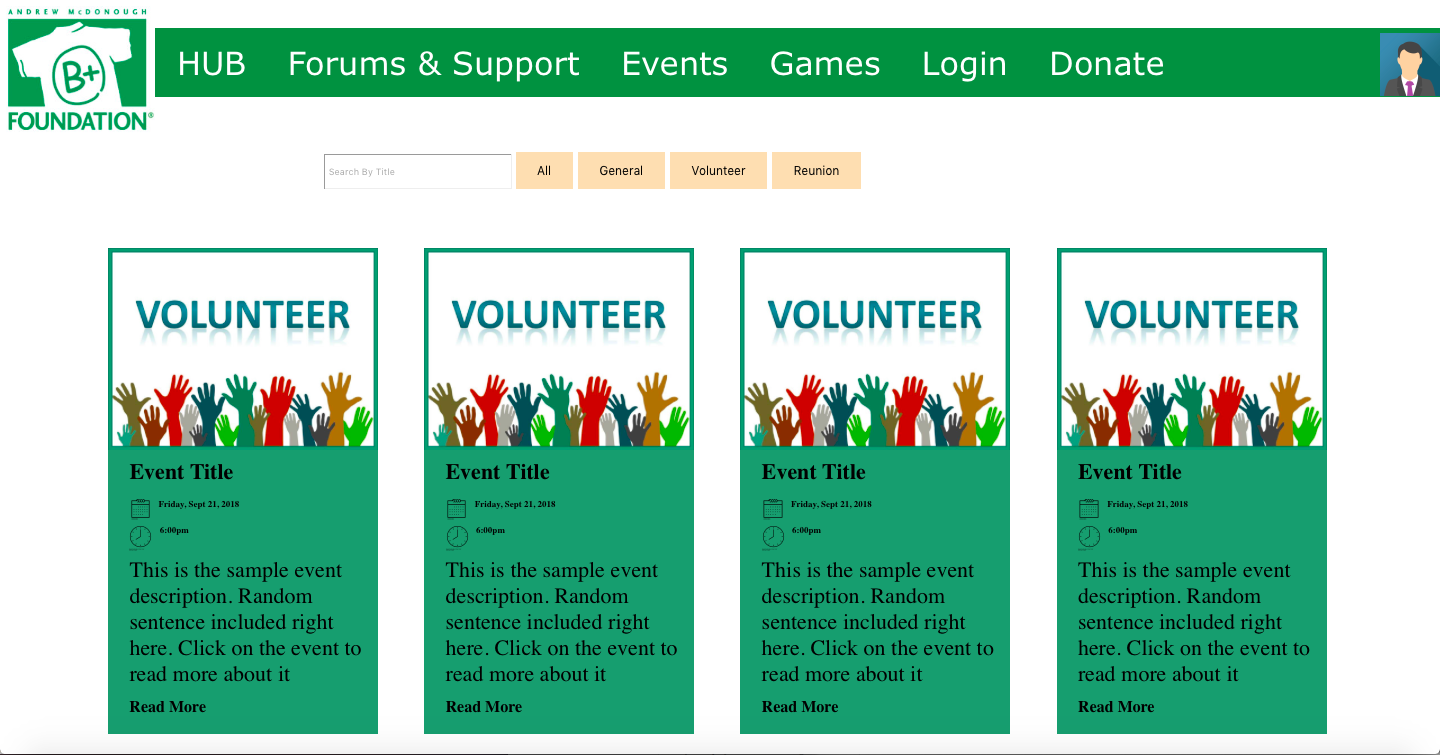 ANDREW McDONOUGH
B+
FOUNDATION®
HUB Forums & Support Events Games Login Donate
Search By Title All General Volunteer Reunion
VOLUNTEER
Event Title
Friday, Sept 21, 2018
6:00pm
This is the sample event
description. Random
sentence included right
here. Click on the event to
read more about it
Read More
VOLUNTEER
Event Title
Friday, Sept 21, 2018
6:00pm
This is the sample event
description. Random
sentence included right
here. Click on the event to
read more about it
Read More
VOLUNTEER
Event Title
Friday, Sept 21, 2018
6:00pm
This is the sample event
description. Random
sentence included right
here. Click on the event to
read more about it
Read More
VOLUNTEER
Event Title
Friday, Sept 21, 2018
6:00pm
This is the sample event
description. Random
sentence included right
here. Click on the event to
read more about it
Read More